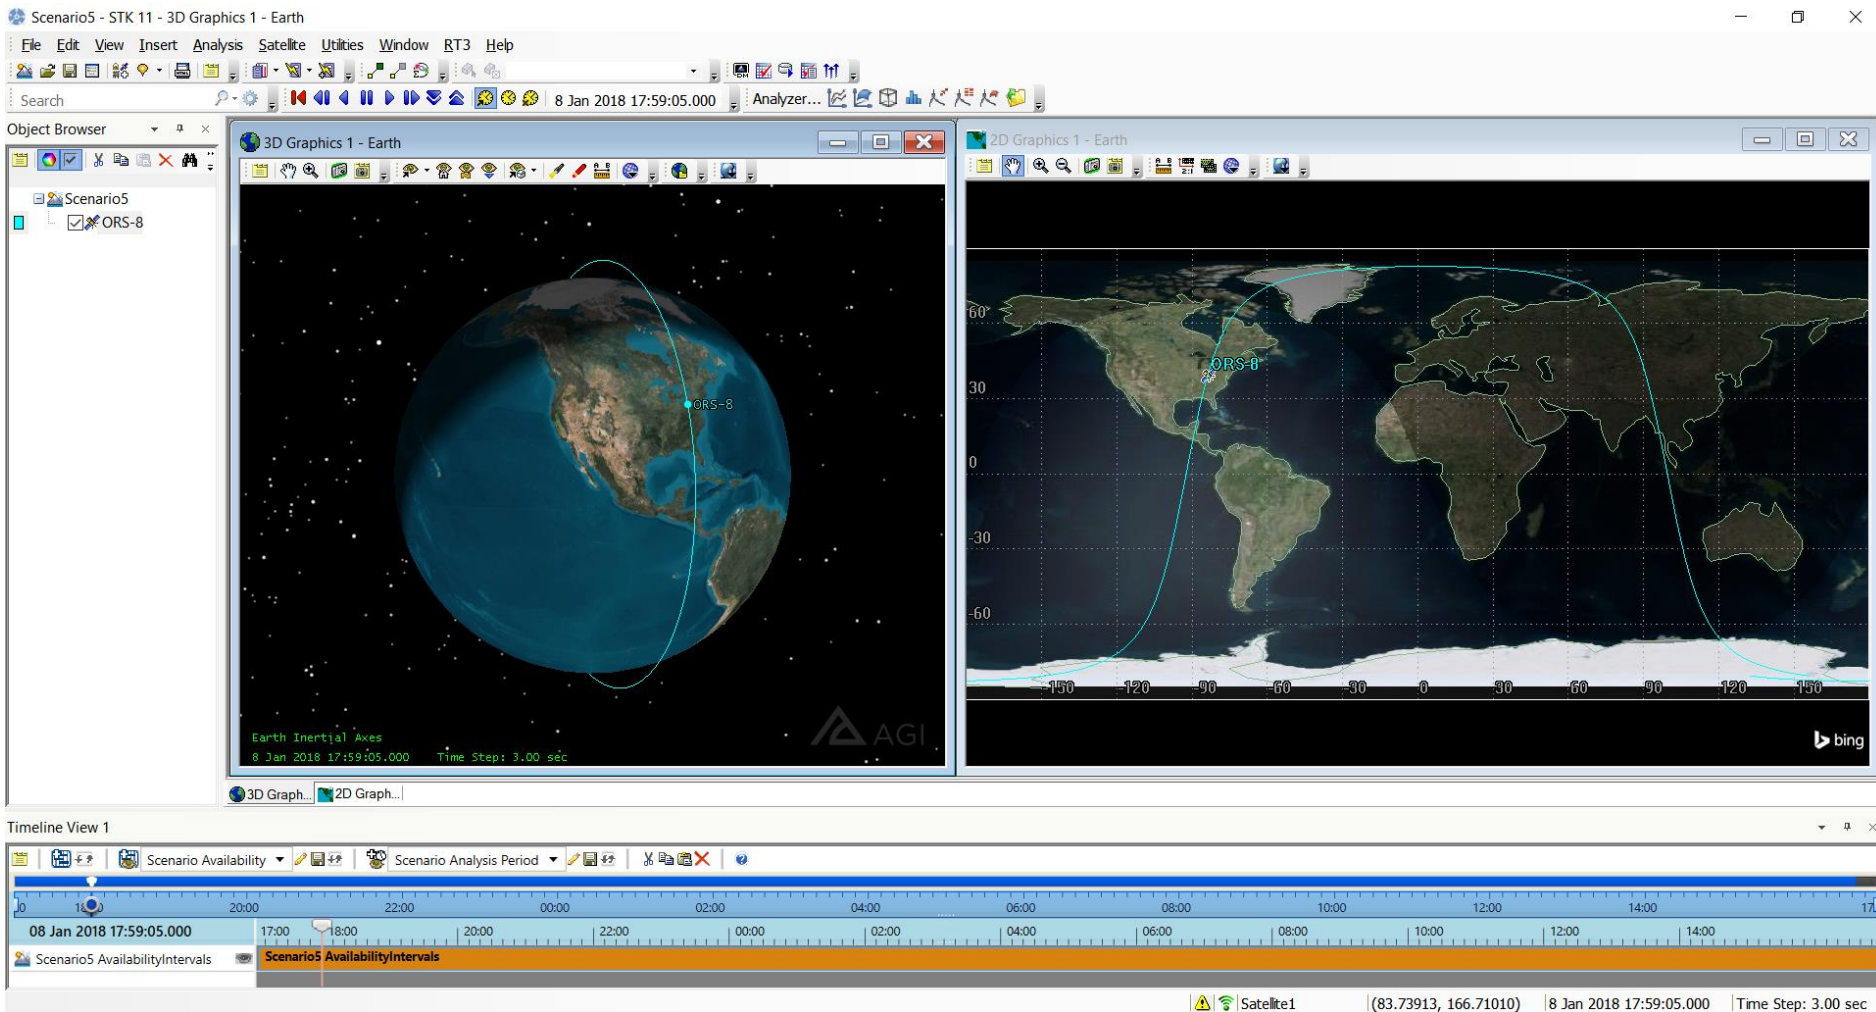 Scenario5 - STK 11 - 3D Graphics 1 - Earth
File Edit View Insert Analysis Satellite Utilities Window RT3 Help
Search
8 Jan 2018 17:59:05.000
Analyzer...
Object Browser
Scenario5
ORS-8
3D Graphics 1 - Earth
ORS-8
Earth Inertial Axes
8 Jan 2018 17:59:05.000 Time Step: 3.00 sec
AGI
2D Graphics 1 - Earth
60
30
0
-30
-60
ORS-8
-150 -120 -90 -60 -30 0 30 60 90 120 150
bing
3D Graph... 2D Graph...
Timeline View 1
Scenario Availability Scenario Analysis Period
20:00 22:00 00:00 02:00 04:00 06:00 08:00 10:00 12:00 14:00
08 Jan 2018 17:59:05.000
17:00 18:00 20:00 22:00 00:00 02:00 04:00 06:00 08:00 10:00 12:00 14:00
Scenario5 AvailabilityIntervals
Scenario5 AvailabilityIntervals
Satellite1 (83.73913, 166.71010) 8 Jan 2018 17:59:05.000 Time Step: 3.00 sec